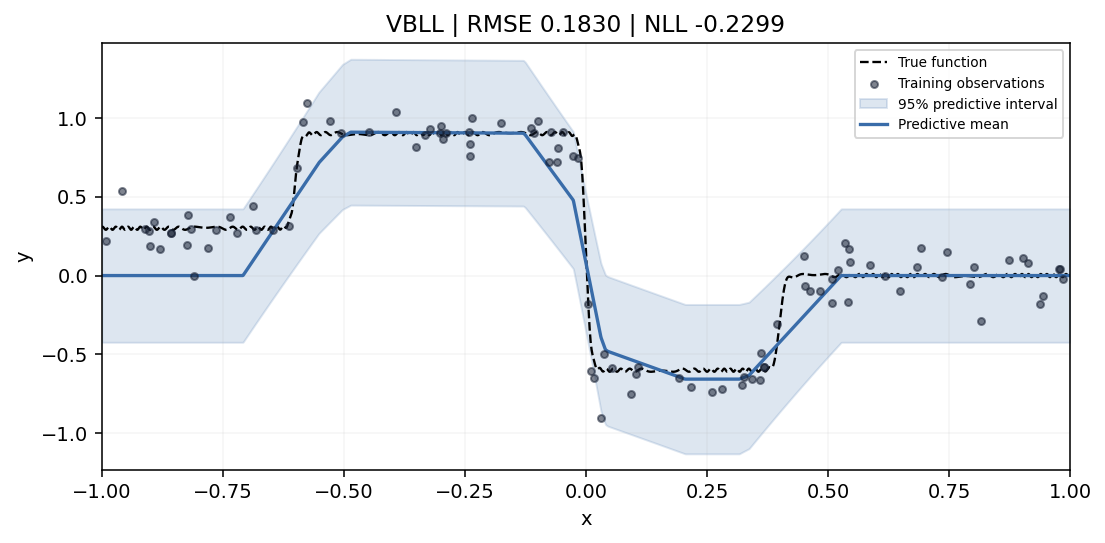 VBLL | RMSE 0.1830 | NLL -0.2299
True function
Training observations
95% predictive interval
Predictive mean
1.0
0.5
0.0
−0.5
−1.0
y
−1.00 −0.75 −0.50 −0.25 0.00 0.25 0.50 0.75 1.00
x